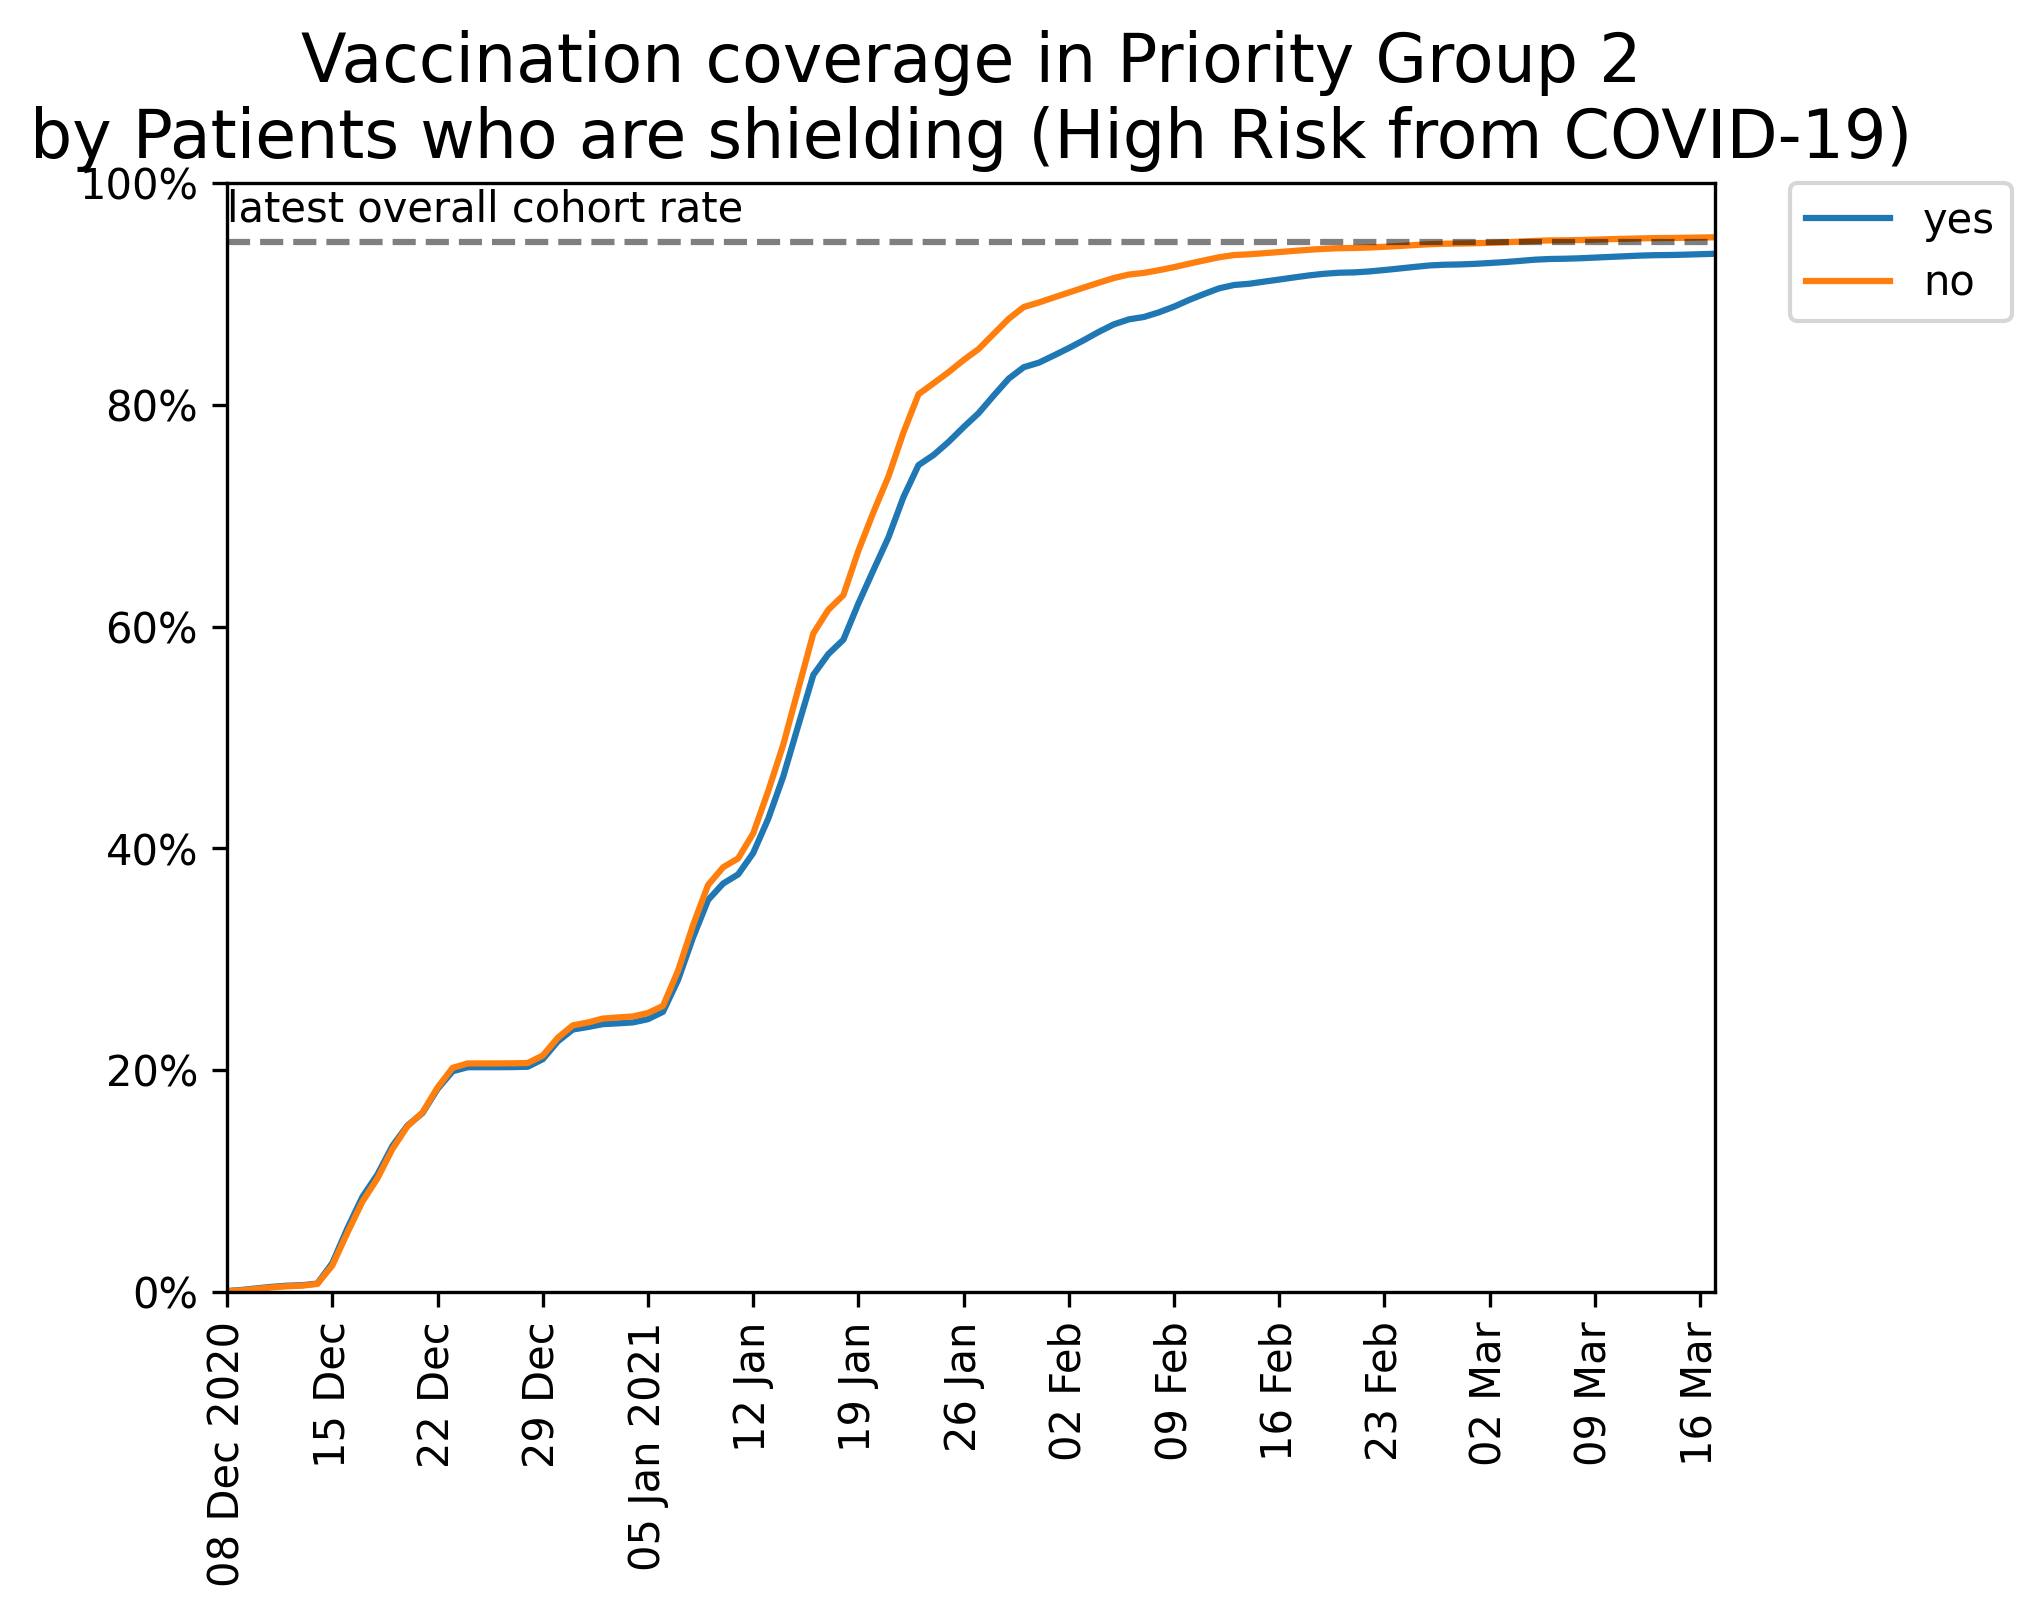 Vaccination coverage in Priority Group 2
by Patients who are shielding (High Risk from COVID-19)
100%
80%
60%
40%
20%
0%
latest overall cohort rate
yes
no
08 Dec 2020
15 Dec
22 Dec
29 Dec
05 Jan 2021
12 Jan
19 Jan
26 Jan
02 Feb
09 Feb
16 Feb
23 Feb
02 Mar
09 Mar
16 Mar